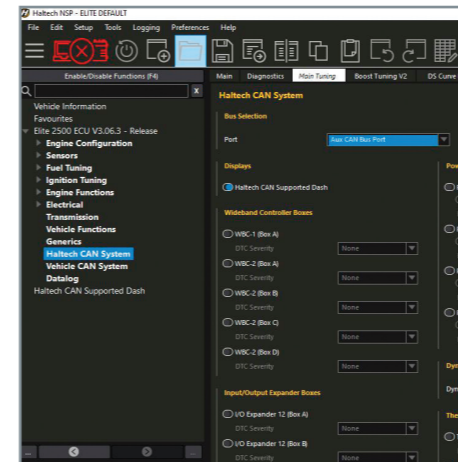 Haltech NSP - ELITE DEFAULT
File Edit Setup Tools Logging Preferences Help
Enable/Disable Functions (F4)
Main Diagnostics Main Tuning Boost Tuning V2 DS Curve
x
Haltech CAN System
Vehicle Information
Bus Selection
Favourites
Elite 2500 ECU V3.06.3 - Release
Engine Configuration
Port Aux CAN Bus Port
Sensors
Fuel Tuning
Displays
Ignition Tuning
Engine Functions
Haltech CAN Supported Dash
Electrical
Transmission
Wideband Controller Boxes
Vehicle Functions
Generics
WBC-1 (Box A)
Haltech CAN System
DTC Severity None
Vehicle CAN System
WBC-2 (Box A)
Datalog
DTC Severity None
Haltech CAN Supported Dash
WBC-2 (Box B)
DTC Severity None
WBC-2 (Box C)
DTC Severity None
WBC-2 (Box D)
DTC Severity None
Input/Output Expander Boxes
I/O Expander 12 (Box A)
DTC Severity None
I/O Expander 12 (Box B)
DTC Severity None